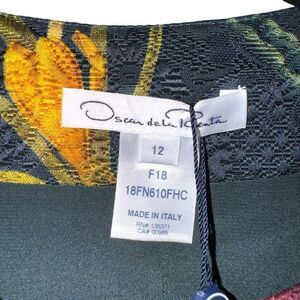 Oscar de la Renta
12
F18
18FN610FHC
MADE IN ITALY
RN# 135371
CA# 00985